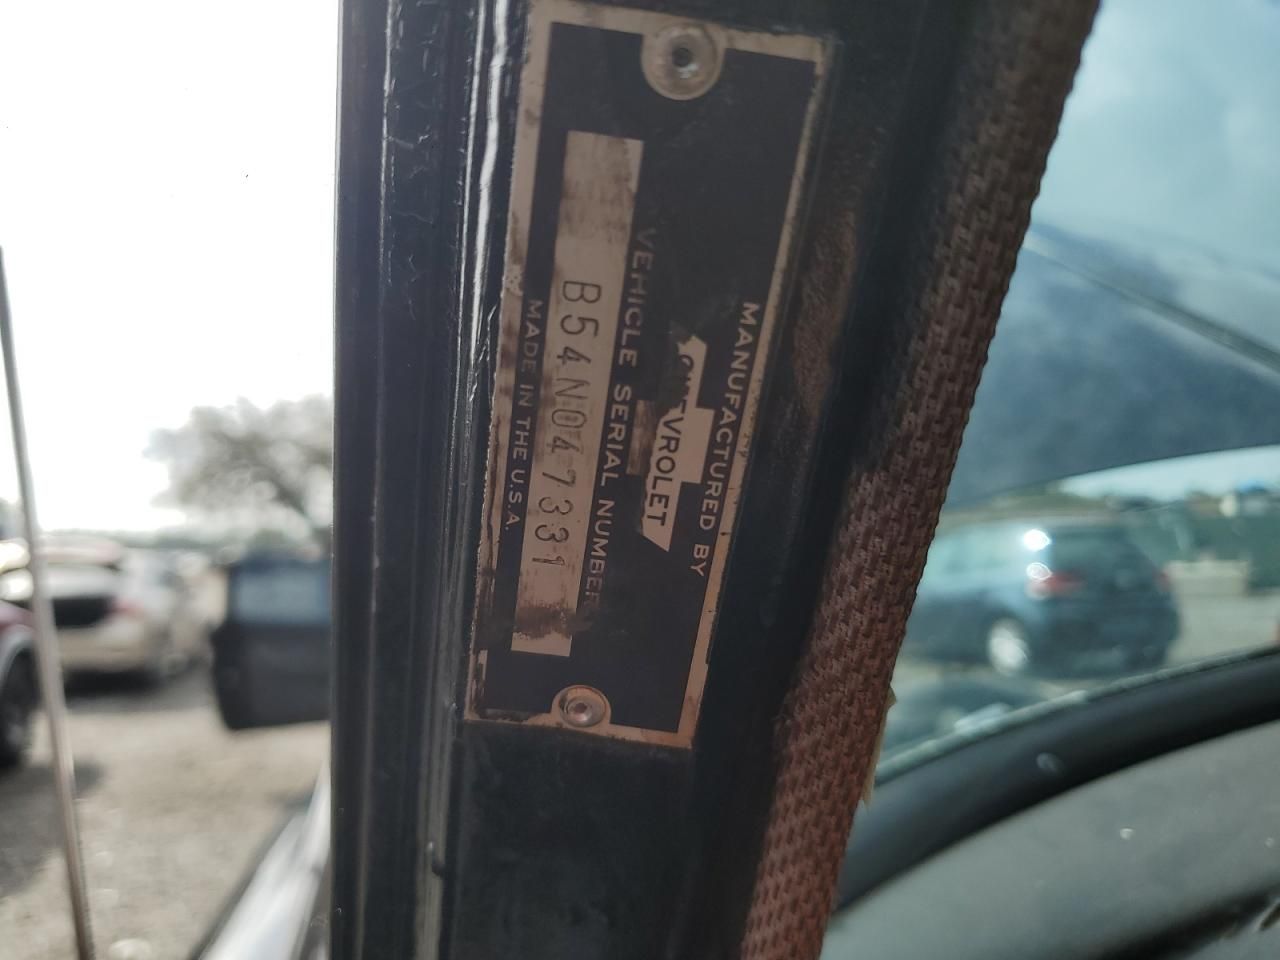 MANUFACTURED BY
CHEVROLET
VEHICLE SERIAL NUMBER
B54N047331
MADE IN THE U.S.A.